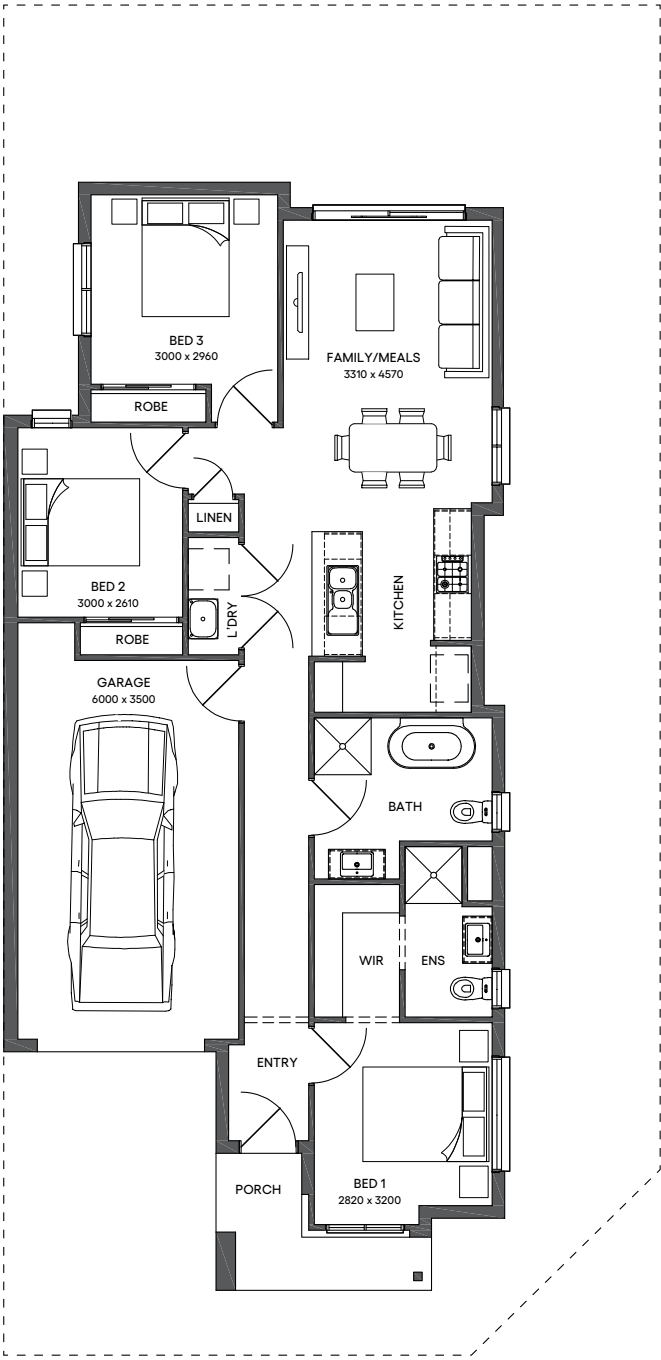 BED 3
3000 x 2960
FAMILY/MEALS
3310 x 4570
ROBE
LINEN
BED 2
3000 x 2610
L'DRY
KITCHEN
ROBE
GARAGE
6000 x 3500
BATH
WIR
ENS
ENTRY
BED 1
2820 x 3200
PORCH